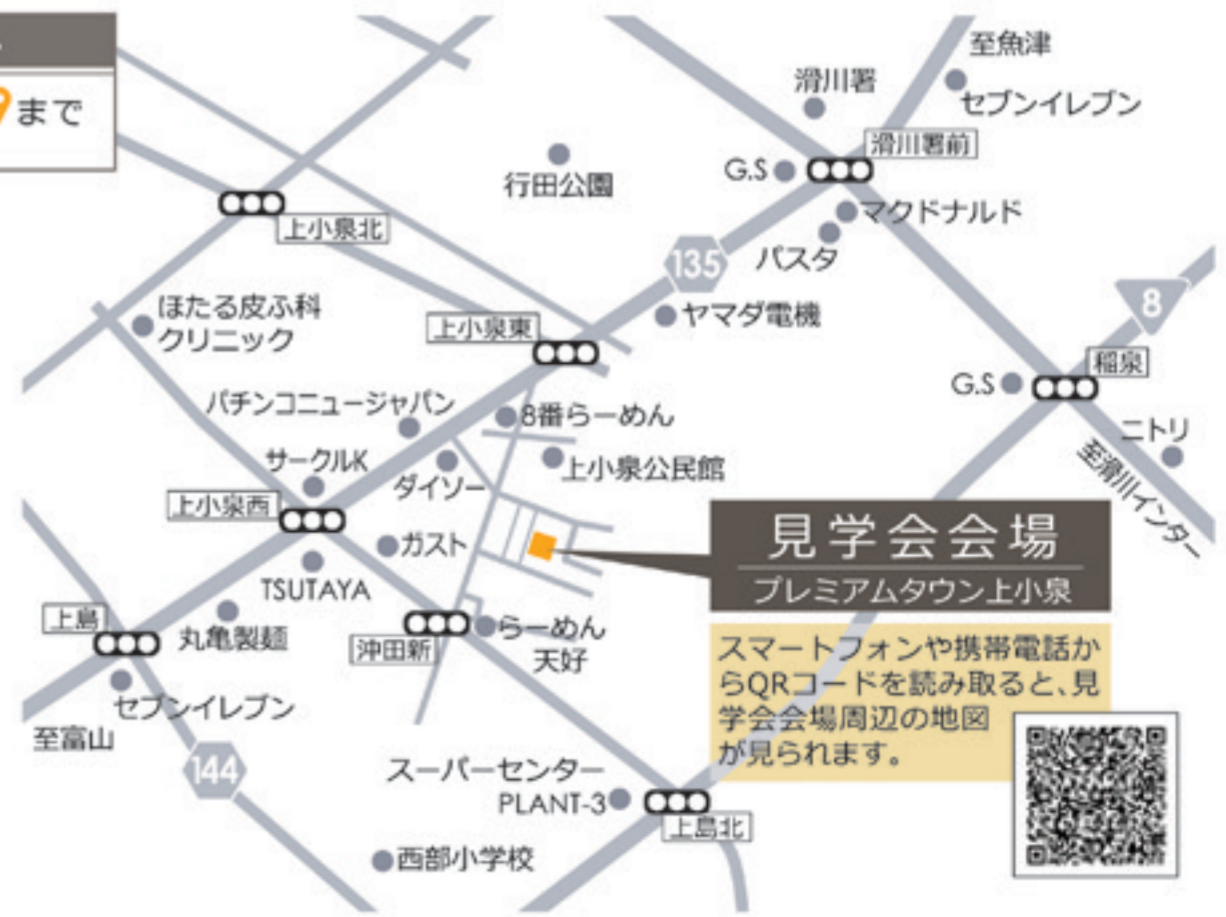 まで
至魚津
滑川署
セブンイレブン
滑川署前
G.S
行田公園
マクドナルド
パスタ
上小泉北
135
ヤマダ電機
8
ほたる皮ふ科
クリニック
上小泉東
稲泉
G.S
ニトリ
至滑川インター
パチンコニュージャパン
8番らーめん
サークルK
ダイソー
上小泉公民館
上小泉西
ガスト
TSUTAYA
見学会会場
プレミアムタウン上小泉
上島
丸亀製麺
沖田新
らーめん
天好
セブンイレブン
至富山
144
スマートフォンや携帯電話か
らQRコードを読み取ると、見
学会会場周辺の地図
が見られます。
スーパーセンター
PLANT-3
上島北
西部小学校